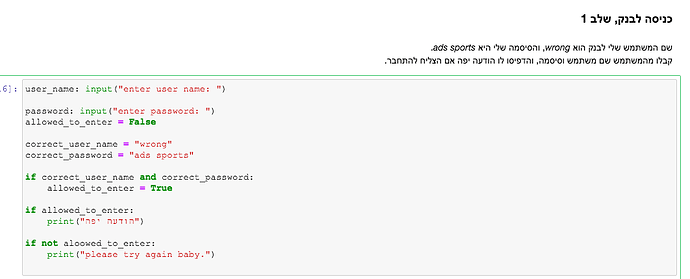 כניסה לבנק, שלב 1
שם המשתמש שלי לבנק הוא wrong, והסיסמה שלי היא ads sports.
קבלו מהמשתמש שם משתמש וסיסמה, והדפיסו לו הודעה יפה אם הצליח להתחבר.
.6]: user_name: input("enter user name: ")
password: input("enter password: ")
allowed_to_enter = False
correct_user_name = "wrong"
correct_password = "ads sports"
if correct_user_name and correct_password:
    allowed_to_enter = True
if allowed_to_enter:
    print("הודעה יפה")
if not aloowed_to_enter:
    print("please try again baby.")